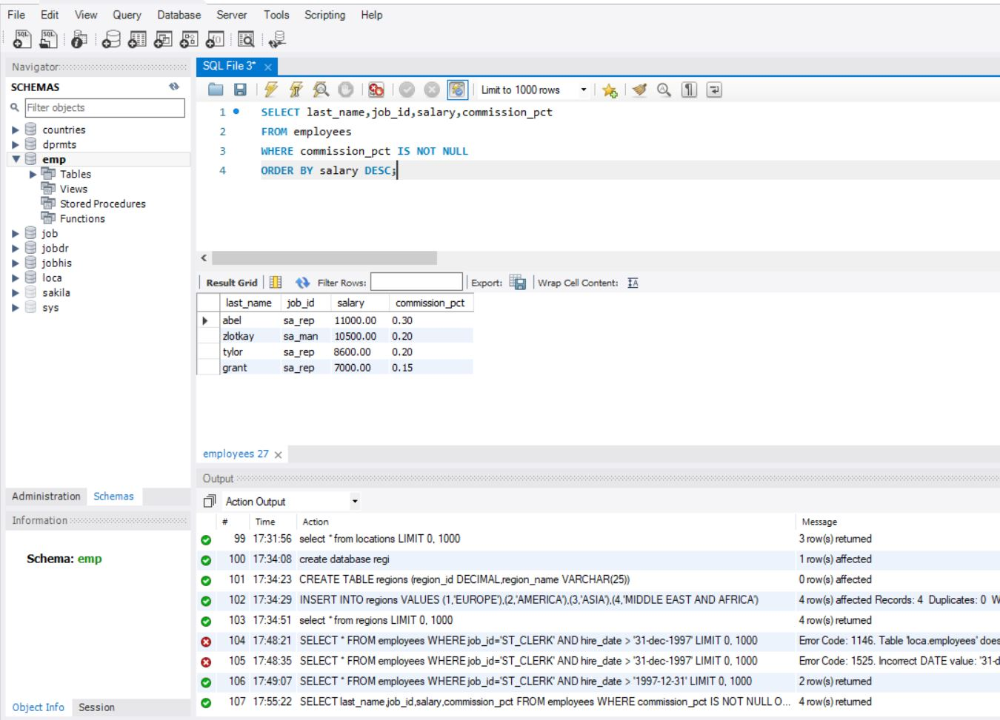 File Edit View Query Database Server Tools Scripting Help
Navigator
SCHEMAS
Filter objects
countries
dprmts
emp
Tables
Views
Stored Procedures
Functions
job
jobdr
jobhis
loca
sakila
sys
Administration Schemas
Information
Schema: emp
Object Info Session
SQL File 3*
Limit to 1000 rows
1 SELECT last_name,job_id,salary,commission_pct
2 FROM employees
3 WHERE commission_pct IS NOT NULL
4 ORDER BY salary DESC;
Result Grid Filter Rows: Export: Wrap Cell Content:
last_name job_id salary commission_pct
abel sa_rep 11000.00 0.30
zlotkay sa_man 10500.00 0.20
tylor sa_rep 8600.00 0.20
grant sa_rep 7000.00 0.15
employees 27
Output
Action Output
# Time Action Message
99 17:31:56 select * from locations LIMIT 0, 1000 3 row(s) returned
100 17:34:08 create database regi 1 row(s) affected
101 17:34:23 CREATE TABLE regions (region_id DECIMAL,region_name VARCHAR(25)) 0 row(s) affected
102 17:34:29 INSERT INTO regions VALUES (1,'EUROPE'),(2,'AMERICA'),(3,'ASIA'),(4,'MIDDLE EAST AND AFRICA') 4 row(s) affected Records: 4 Duplicates: 0 W
103 17:34:51 select * from regions LIMIT 0, 1000 4 row(s) returned
104 17:48:21 SELECT * FROM employees WHERE job_id='ST_CLERK' AND hire_date > '31-dec-1997' LIMIT 0, 1000 Error Code: 1146. Table 'loca.employees' does
105 17:48:35 SELECT * FROM employees WHERE job_id='ST_CLERK' AND hire_date > '31-dec-1997' LIMIT 0, 1000 Error Code: 1525. Incorrect DATE value: '31-d
106 17:49:07 SELECT * FROM employees WHERE job_id='ST_CLERK' AND hire_date > '1997-12-31' LIMIT 0, 1000 2 row(s) returned
107 17:55:22 SELECT last_name,job_id,salary,commission_pct FROM employees WHERE commission_pct IS NOT NULL O... 4 row(s) returned